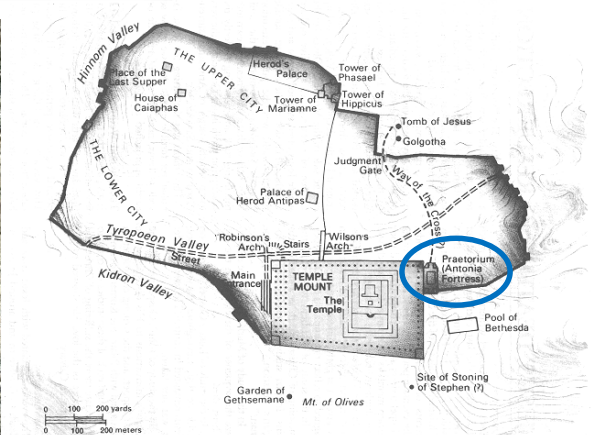 Hinnom Valley
THE UPPER CITY
Herod's
Palace
Tower of
Phasael
Place of the
Last Supper
House of
Caiaphas
Tower of
Mariamne
Tower of
Hippicus
Tomb of Jesus
Golgotha
THE LOWER CITY
Judgment
Gate
Way of the Cross(?)
Palace of
Herod Antipas
Tyropoeon Valley
Street
"Robinson's
Arch"
Stairs
"Wilson's
Arch"
Kidron Valley
Main
Entrance
TEMPLE
MOUNT
The
Temple
Praetorium
(Antonia
Fortress)
Pool of
Bethesda
Site of Stoning
of Stephen (?)
Garden of
Gethsemane
Mt. of Olives
0 100 200 yards
0 100 200 meters